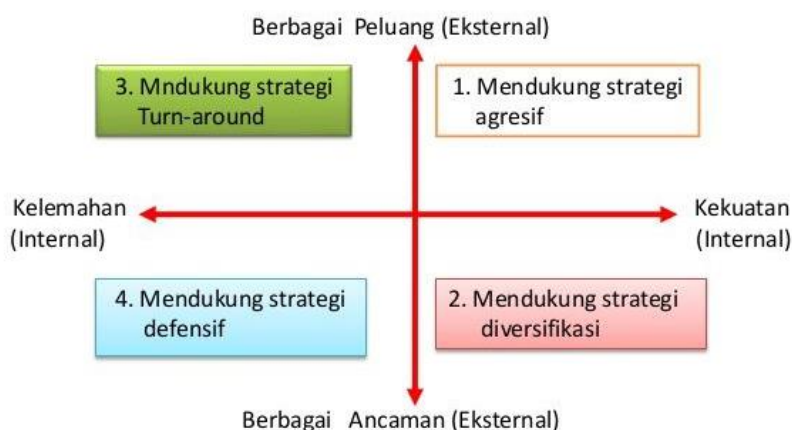 Berbagai Peluang (Eksternal)
3. Mndukung strategi
Turn-around
1. Mendukung strategi
agresif
Kelemahan
(Internal)
Kekuatan
(Internal)
4. Mendukung strategi
defensif
2. Mendukung strategi
diversifikasi
Berbagai Ancaman (Eksternal)